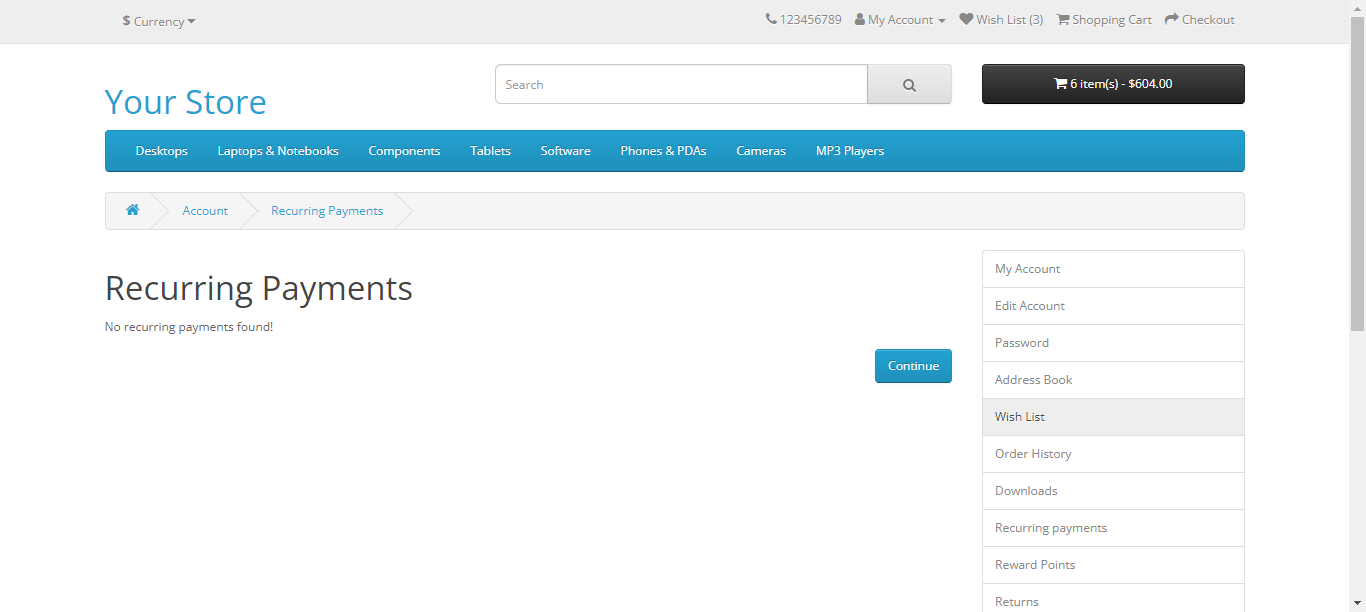 $ Currency
123456789 My Account Wish List (3) Shopping Cart Checkout
Your Store
Search
6 item(s) - $604.00
Desktops Laptops & Notebooks Components Tablets Software Phones & PDAs Cameras MP3 Players
Account Recurring Payments
Recurring Payments
No recurring payments found!
Continue
My Account
Edit Account
Password
Address Book
Wish List
Order History
Downloads
Recurring payments
Reward Points
Returns